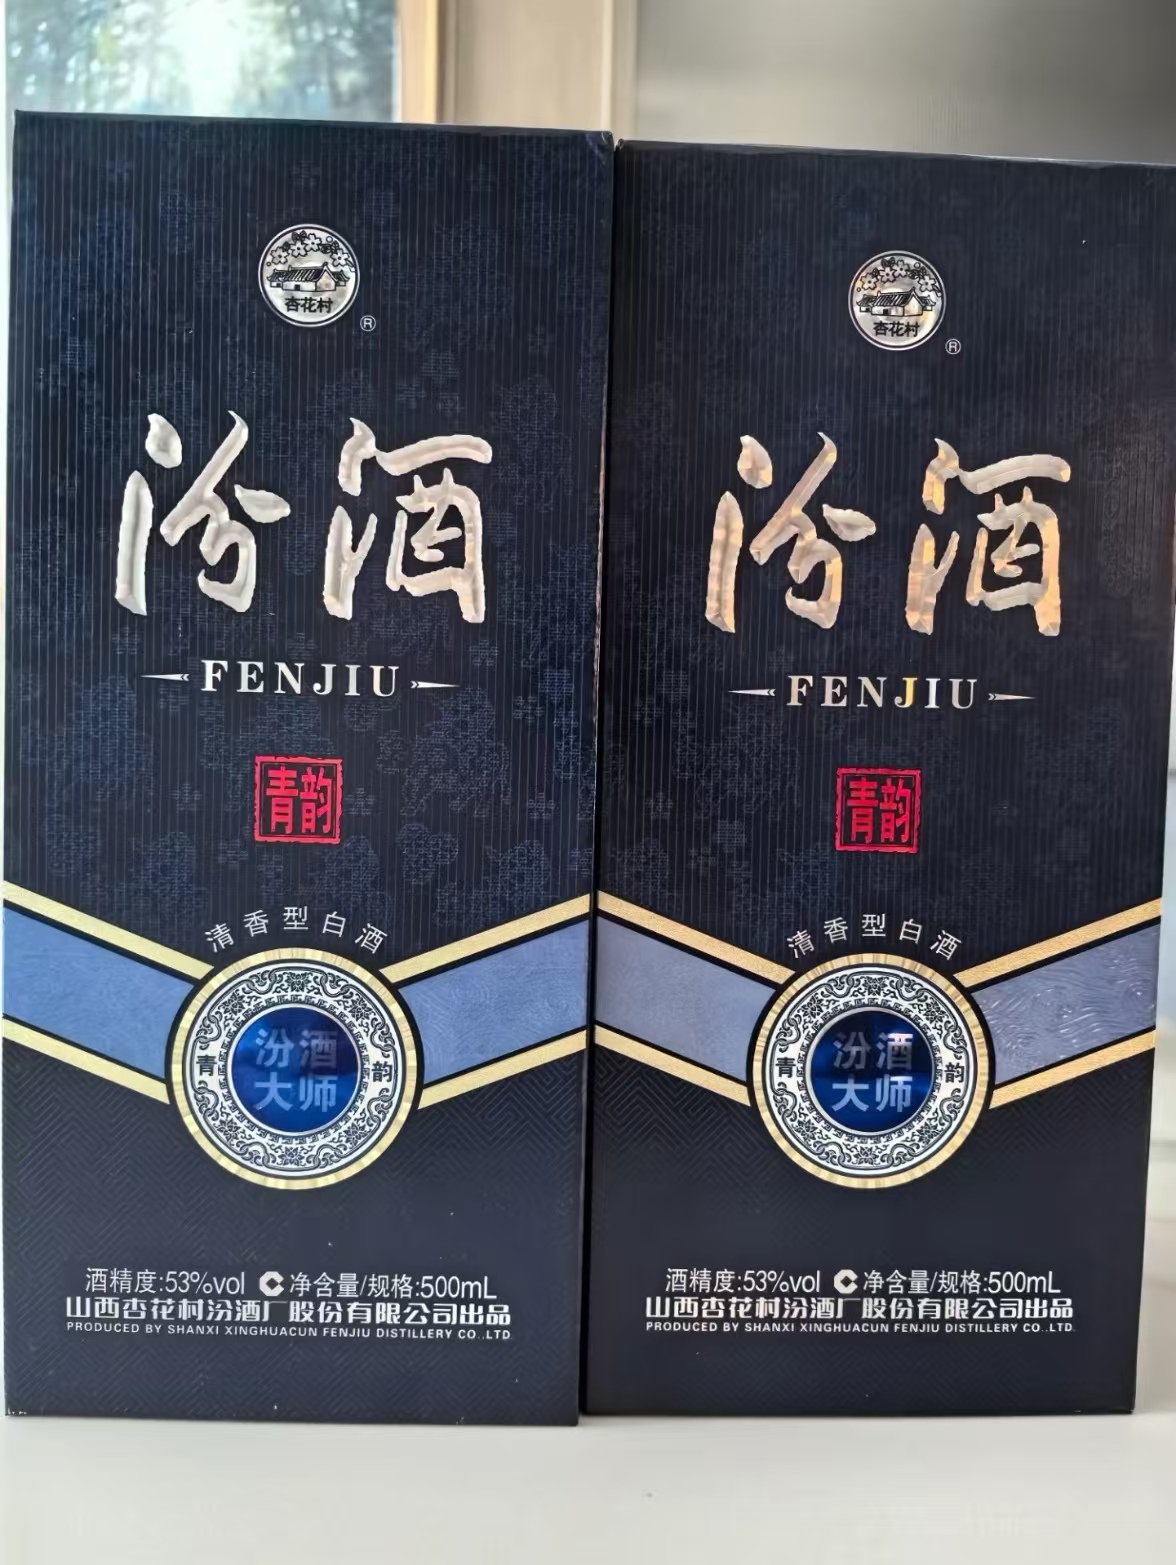 杏花村
®
汾酒
FENJIU
青韵
清香型白酒
青 韵
汾酒
大师
酒精度:53%vol 净含量/规格:500mL
山西杏花村汾酒厂股份有限公司出品
PRODUCED BY SHANXI XINGHUACUN FENJIU DISTILLERY CO.,LTD.
杏花村
®
汾酒
FENJIU
青韵
清香型白酒
青 韵
汾酒
大师
酒精度:53%vol 净含量/规格:500mL
山西杏花村汾酒厂股份有限公司出品
PRODUCED BY SHANXI XINGHUACUN FENJIU DISTILLERY CO.,LTD.